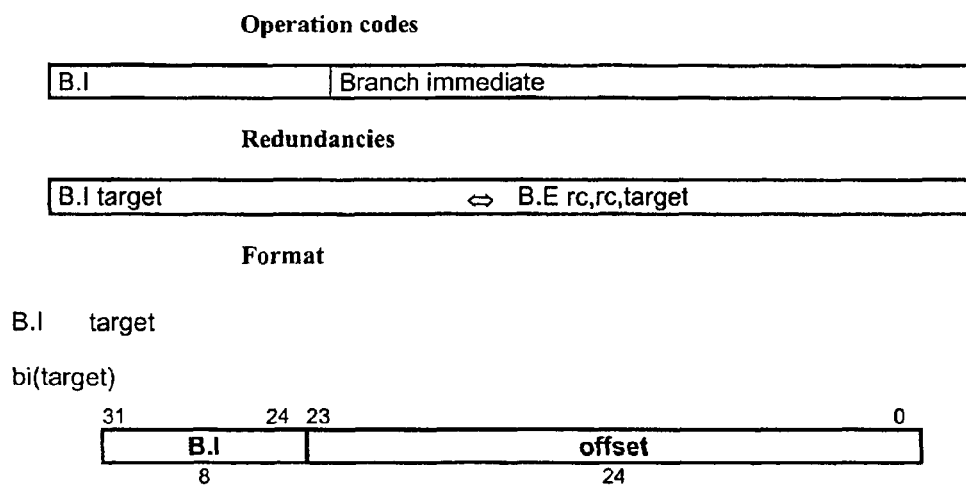 Operation codes
B.I Branch immediate
Redundancies
B.I target ⇔ B.E rc,rc,target
Format
B.I target
bi(target)
31 24 23 0
B.I offset
8 24